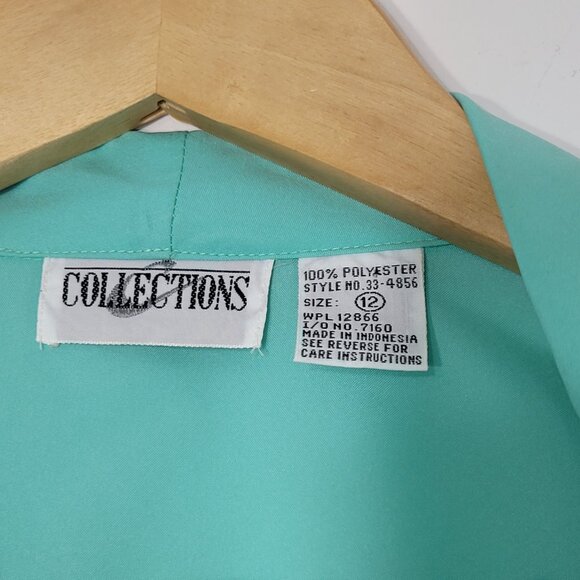 COLLECTIONS
100% POLYESTER
STYLE NO. 33-4856
SIZE: 12
WPL 12866
I/O NO. 7160
MADE IN INDONESIA
SEE REVERSE FOR
CARE INSTRUCTIONS